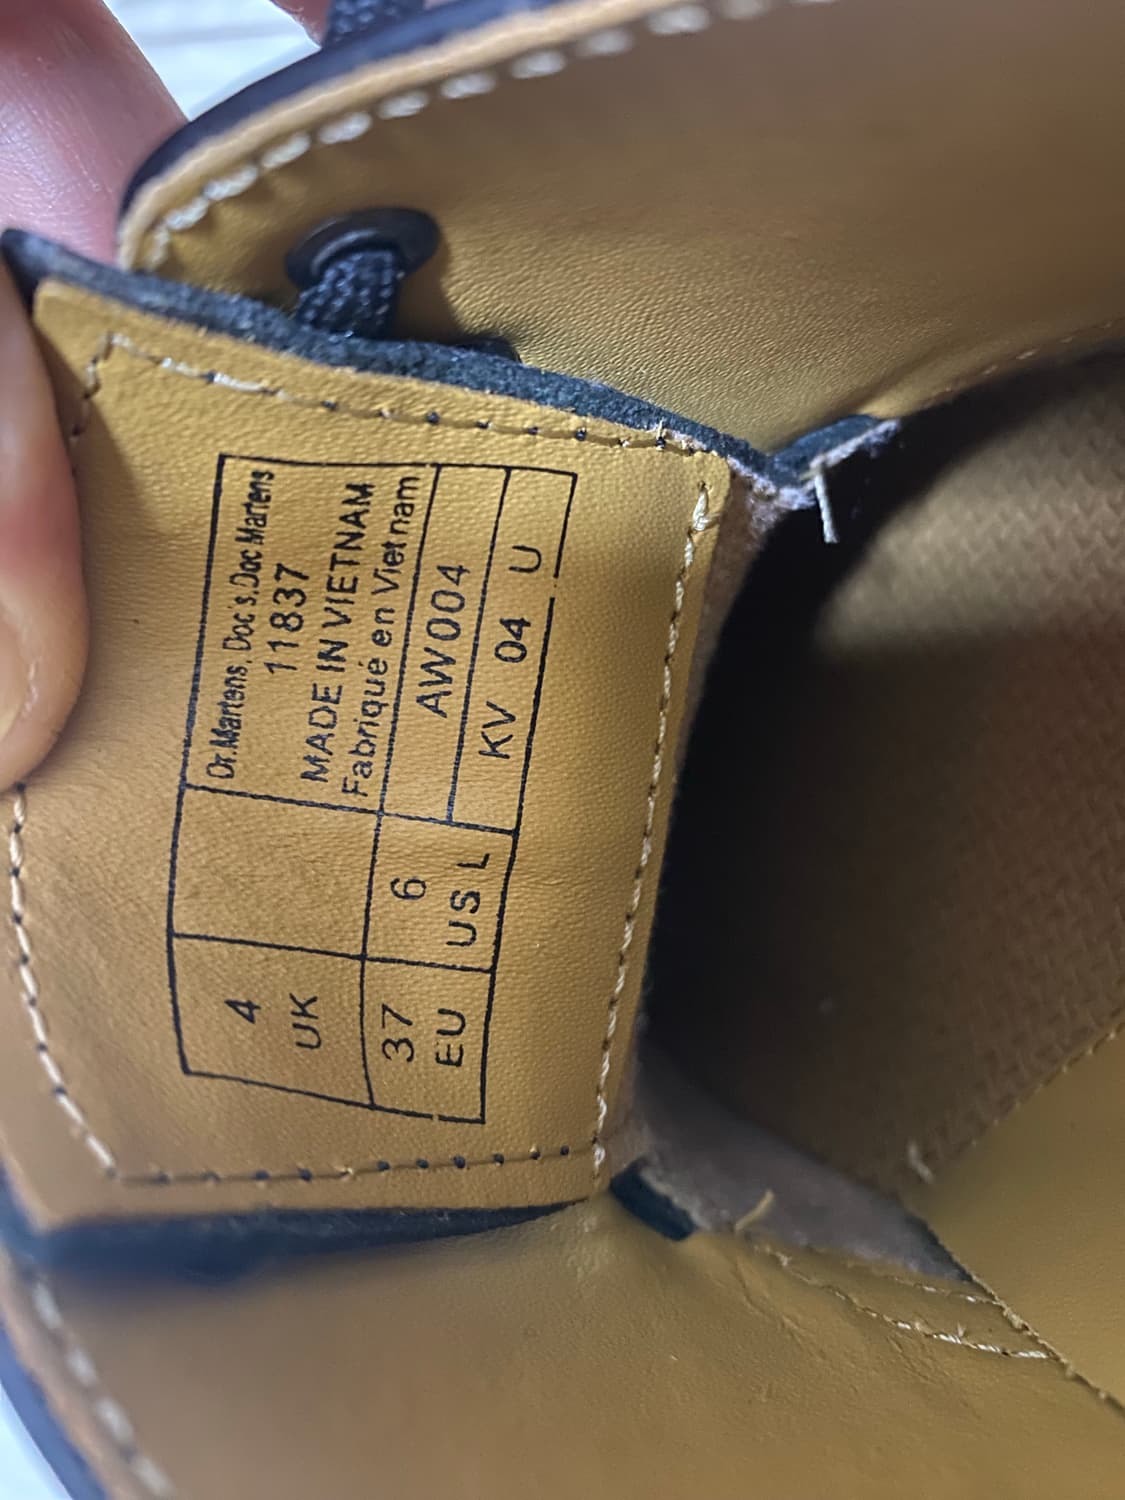 Dr.Martens, Doc's.Doc Martens
11837
MADE IN VIETNAM
Fabriqué en Vietnam
AW004
KV 04 U
4
UK
6
US L
37
EU